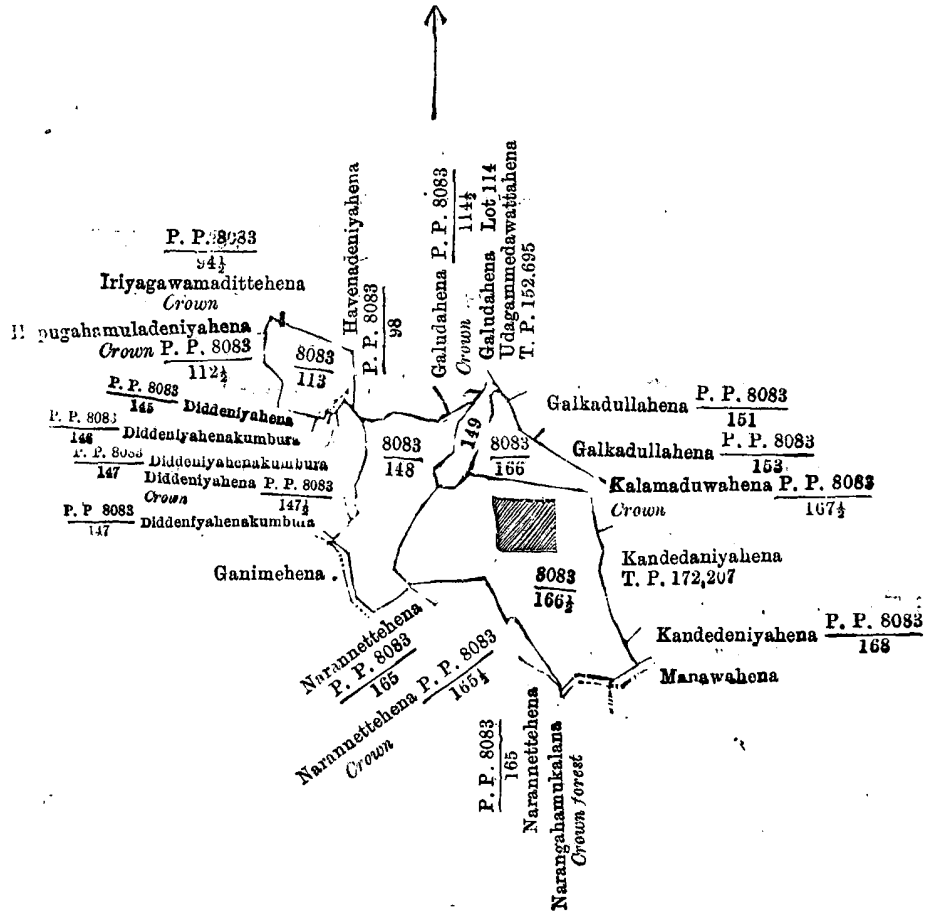 P. P. 8083
94½
Iriyagawamadittehena
Crown
pugahamuladeniyahena
Crown P. P. 8083
112½
P. P. 8083
145 Diddeniyahena
P. P. 8083
146 Diddeniyahenakumbura
P. P. 8083
147 Diddeniyahenakumbura
Diddeniyahena P. P. 8083
Crown 147½
P. P 8083
147 Diddeniyahenakumbura
Ganimehena
Havenadeniyahena
P. P. 8083
98
Galudahena P. P. 8083
114½
Crown
Galudahena Lot 114
Udagammedawattahena
T. P. 152.695
8083
113
8083
148
149
8083
166
8083
166½
Galkadullahena P. P. 8083
151
Galkadullahena P. P. 8083
153
Kalamaduwahena P. P. 8083
Crown 167½
Kandedaniyahena
T. P. 172,207
Kandedeniyahena P. P. 8083
168
Manawahena
Narannettehena
P. P. 8083
165
Narannettehena P. P. 8083
165½
Crown
P. P. 8083
165
Narannettehena
Narangahamukalana
Crown forest